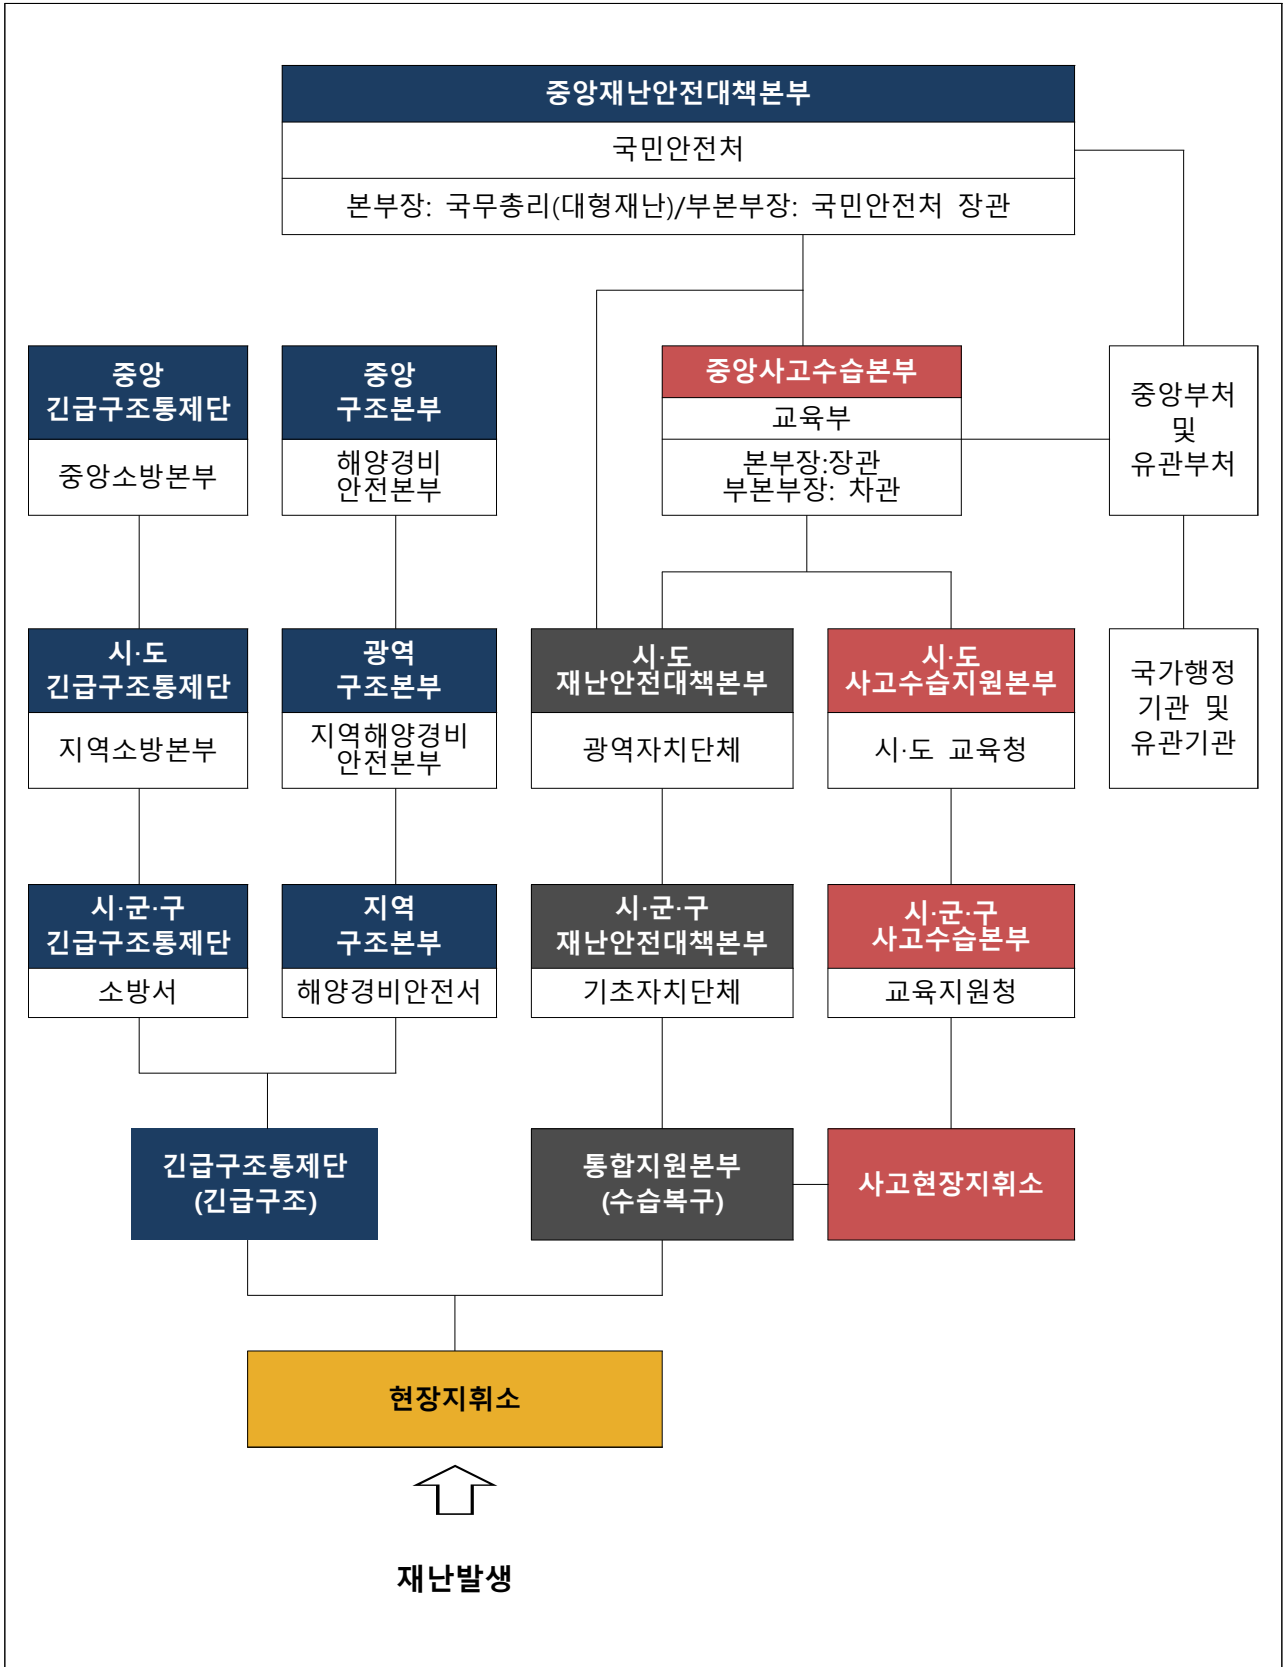 중앙재난안전대책본부
국민안전처
본부장: 국무총리(대형재난)/부본부장: 국민안전처 장관
중앙
긴급구조통제단
중앙소방본부
중앙
구조본부
해양경비
안전본부
중앙사고수습본부
교육부
본부장:장관
부본부장: 차관
중앙부처
및
유관부처
시·도
긴급구조통제단
지역소방본부
광역
구조본부
지역해양경비
안전본부
시·도
재난안전대책본부
광역자치단체
시·도
사고수습지원본부
시·도 교육청
국가행정
기관 및
유관기관
시·군·구
긴급구조통제단
소방서
지역
구조본부
해양경비안전서
시·군·구
재난안전대책본부
기초자치단체
시·군·구
사고수습본부
교육지원청
긴급구조통제단
(긴급구조)
통합지원본부
(수습복구)
사고현장지휘소
현장지휘소
재난발생